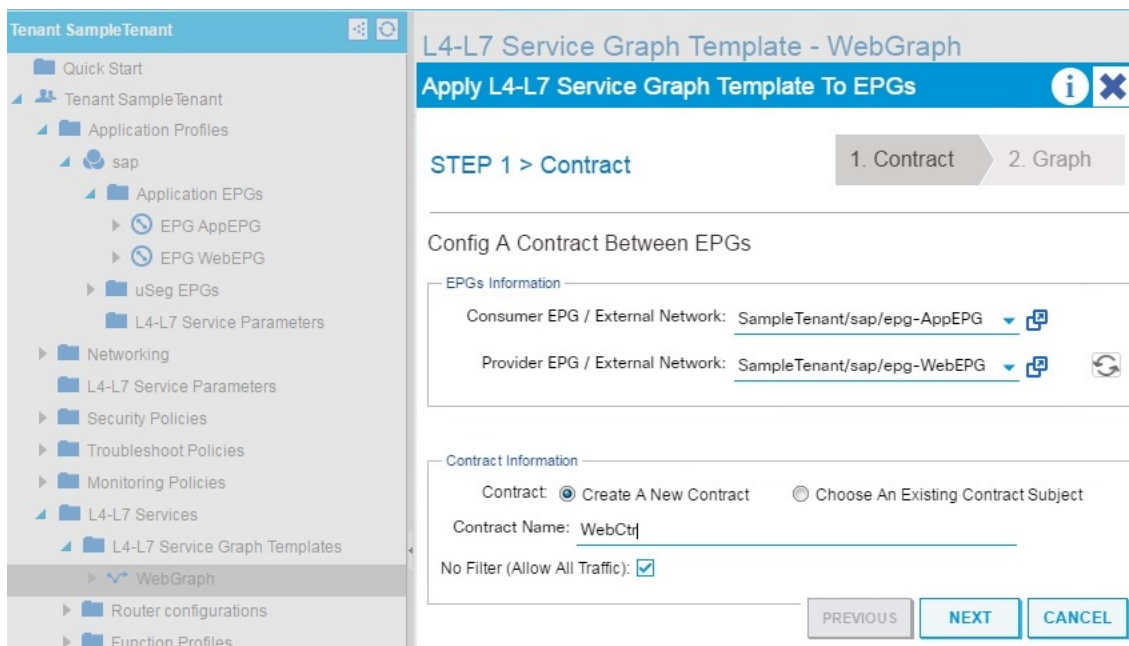 Tenant SampleTenant
Quick Start
Tenant SampleTenant
Application Profiles
sap
Application EPGs
EPG AppEPG
EPG WebEPG
uSeg EPGs
L4-L7 Service Parameters
Networking
L4-L7 Service Parameters
Security Policies
Troubleshoot Policies
Monitoring Policies
L4-L7 Services
L4-L7 Service Graph Templates
WebGraph
Router configurations
Function Profiles
L4-L7 Service Graph Template - WebGraph
Apply L4-L7 Service Graph Template To EPGs
i
STEP 1 > Contract
1. Contract
2. Graph
Config A Contract Between EPGs
EPGs Information
Consumer EPG / External Network: SampleTenant/sap/epg-AppEPG
Provider EPG / External Network: SampleTenant/sap/epg-WebEPG
Contract Information
Contract: Create A New Contract Choose An Existing Contract Subject
Contract Name: WebCtr
No Filter (Allow All Traffic):
PREVIOUS NEXT CANCEL